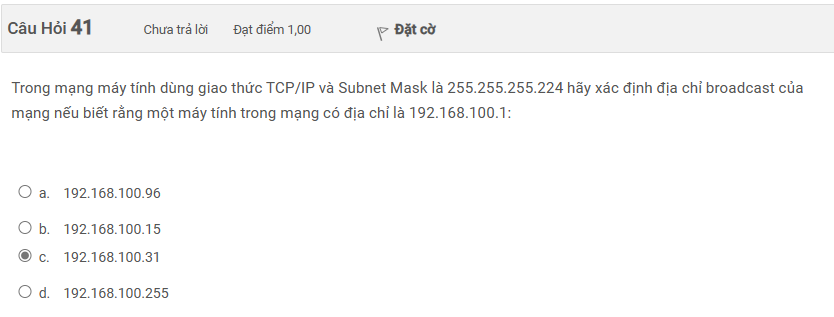 Câu Hỏi 41 Chưa trả lời Đạt điểm 1,00 Đặt cờ
Trong mạng máy tính dùng giao thức TCP/IP và Subnet Mask là 255.255.255.224 hãy xác định địa chỉ broadcast của
mạng nếu biết rằng một máy tính trong mạng có địa chỉ là 192.168.100.1:
a. 192.168.100.96
b. 192.168.100.15
c. 192.168.100.31
d. 192.168.100.255